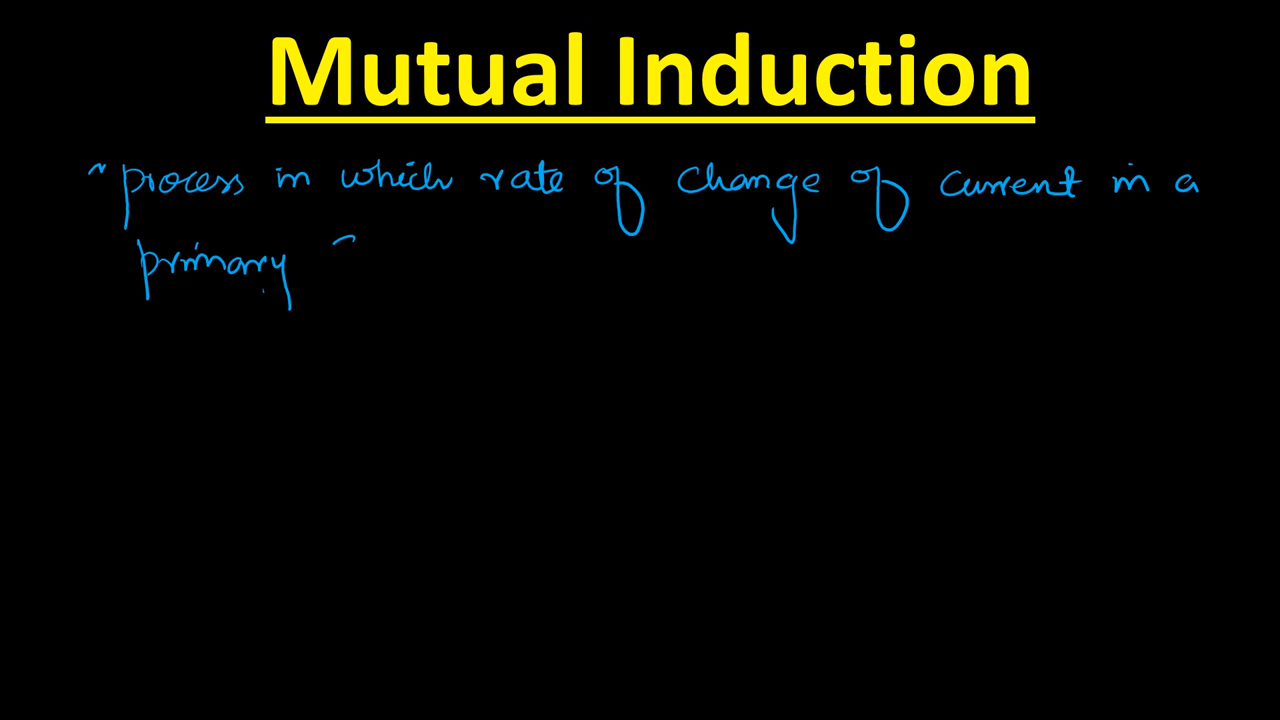 Mutual Induction
"process in which rate of change of current in a
primary